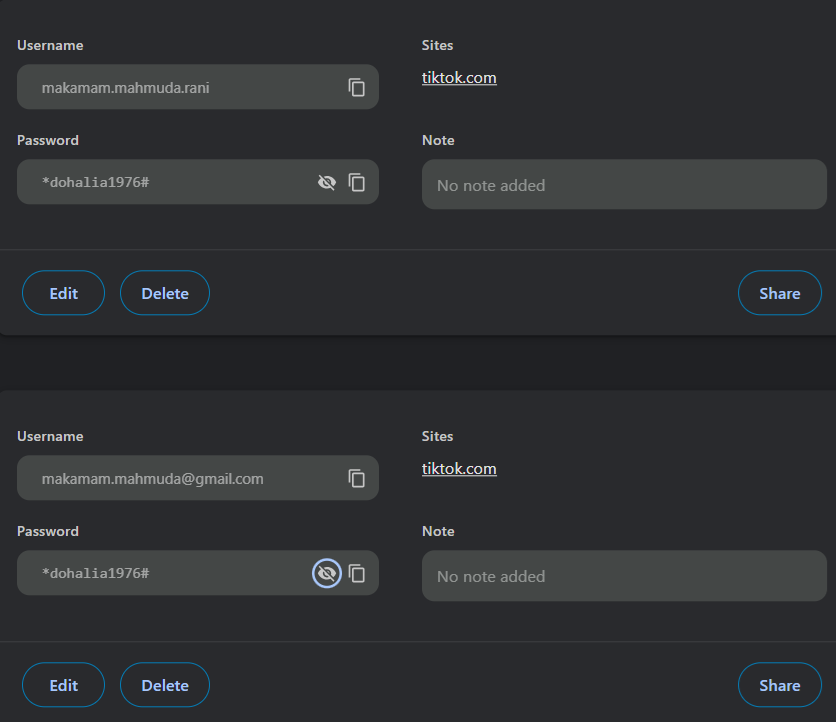 Username
Sites
makamam.mahmuda.rani
tiktok.com
Password
Note
*dohalia1976#
No note added
Edit
Delete
Share
Username
Sites
makamam.mahmuda@gmail.com
tiktok.com
Password
Note
*dohalia1976#
No note added
Edit
Delete
Share